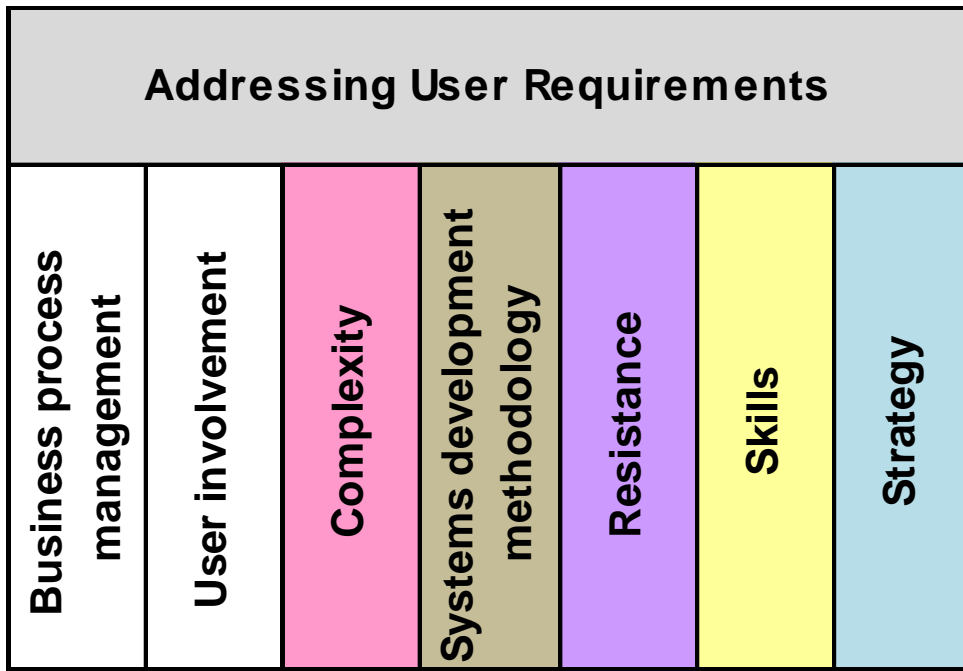 Addressing User Requirements
Business process
management
User involvement
Complexity
Systems development
methodology
Resistance
Skills
Strategy